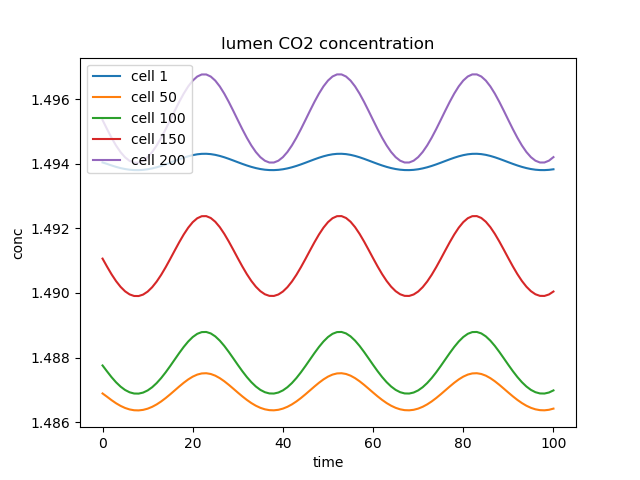 lumen CO2 concentration
cell 1
cell 50
cell 100
cell 150
cell 200
1.496
1.494
1.492
1.490
1.488
1.486
conc
0
20
40
60
80
100
time